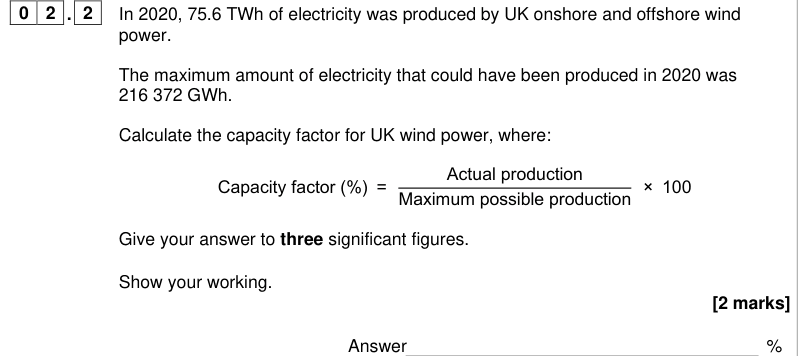 0 2 . 2 In 2020, 75.6 TWh of electricity was produced by UK onshore and offshore wind
power.
The maximum amount of electricity that could have been produced in 2020 was
216 372 GWh.
Calculate the capacity factor for UK wind power, where:
Capacity factor (%) = Actual production / Maximum possible production × 100
Give your answer to three significant figures.
Show your working.
[2 marks]
Answer %